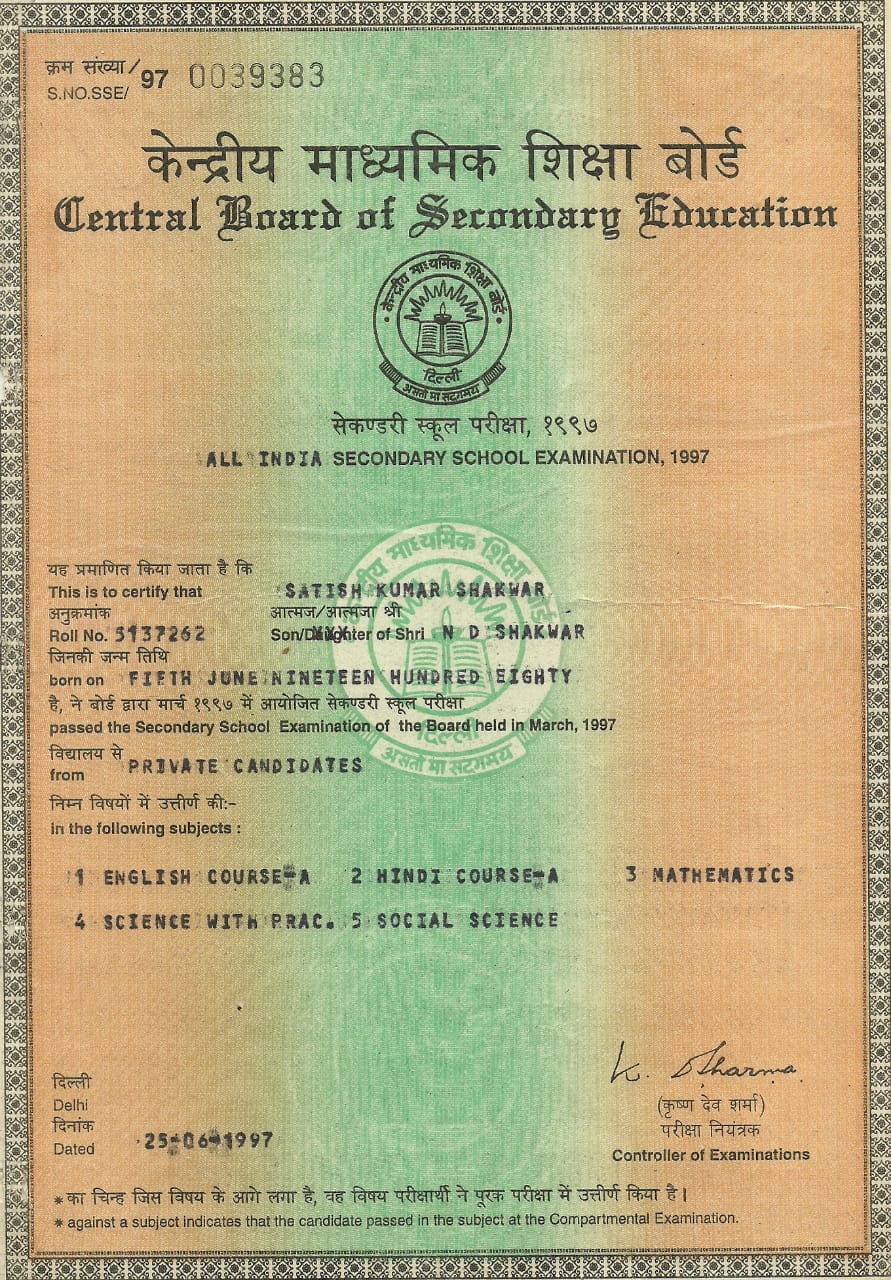 क्रम संख्या/
S.NO.SSE/ 97 0039383
केन्द्रीय माध्यमिक शिक्षा बोर्ड
Central Board of Secondary Education
केन्द्रीय माध्यमिक शिक्षा बोर्ड
दिल्ली
असतो मा सद्गमय
सेकण्डरी स्कूल परीक्षा, १९९७
ALL INDIA SECONDARY SCHOOL EXAMINATION, 1997
केन्द्रीय माध्यमिक शिक्षा बोर्ड
यह प्रमाणित किया जाता है कि
This is to certify that SATISH KUMAR SHAKWAR
अनुक्रमांक आत्मज/आत्मजा श्री
Roll No. 5137262 Son/Daughter of Shri N D SHAKWAR
जिनकी जन्म तिथि
born on FIFTH JUNE NINETEEN HUNDRED EIGHTY
है, ने बोर्ड द्वारा मार्च १९९७ में आयोजित सेकण्डरी स्कूल परीक्षा
passed the Secondary School Examination of the Board held in March, 1997
दिल्ली
असतो मा सद्गमय
विद्यालय से
from PRIVATE CANDIDATES
निम्न विषयों में उत्तीर्ण की:-
in the following subjects :
1 ENGLISH COURSE-A 2 HINDI COURSE-A 3 MATHEMATICS
4 SCIENCE WITH PRAC. 5 SOCIAL SCIENCE
K. D Sharma
दिल्ली
Delhi
(कृष्ण देव शर्मा)
दिनांक
परीक्षा नियंत्रक
Dated 25-06-1997
Controller of Examinations
* का चिन्ह जिस विषय के आगे लगा है, वह विषय परीक्षार्थी ने पूरक परीक्षा में उत्तीर्ण किया है।
* against a subject indicates that the candidate passed in the subject at the Compartmental Examination.